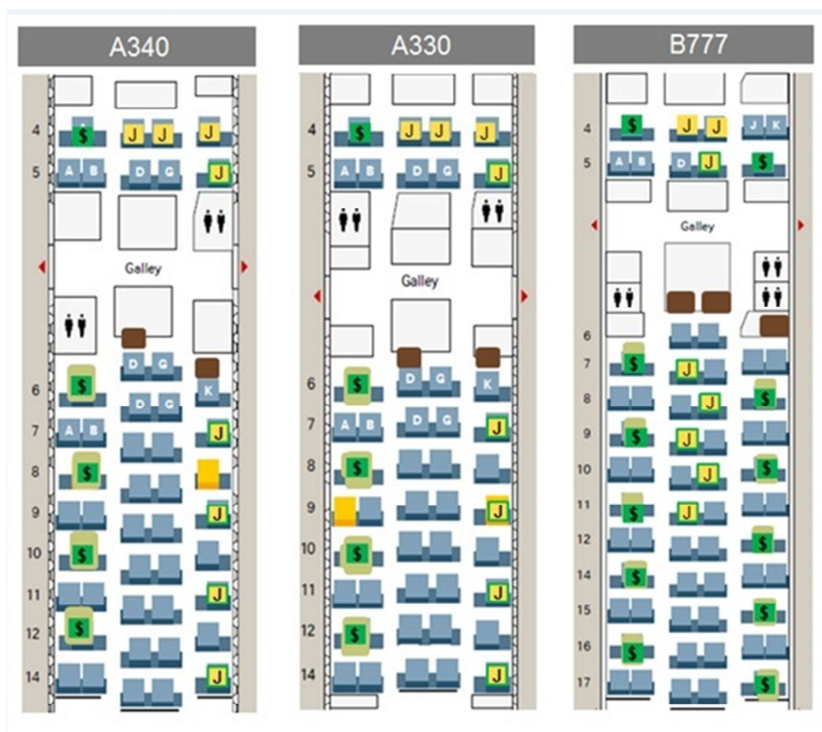 A340
4 $ J J J
5 A B D G J
Galley
D G
6 $ K
D G
7 A B J
8 $
9 J
10 $
11 J
12 $
14 J
A330
4 $ J J J
5 A B D G J
Galley
6 $ D G K
7 A B D G J
8 $
9 J
10 $
11 J
12 $
14 J
B777
4 $ J J J K
5 A B D J $
Galley
6
7 $ J
8 J $
9 $ J
10 J $
11 $ J
12 $
14 $
15 $
16 $
17 $